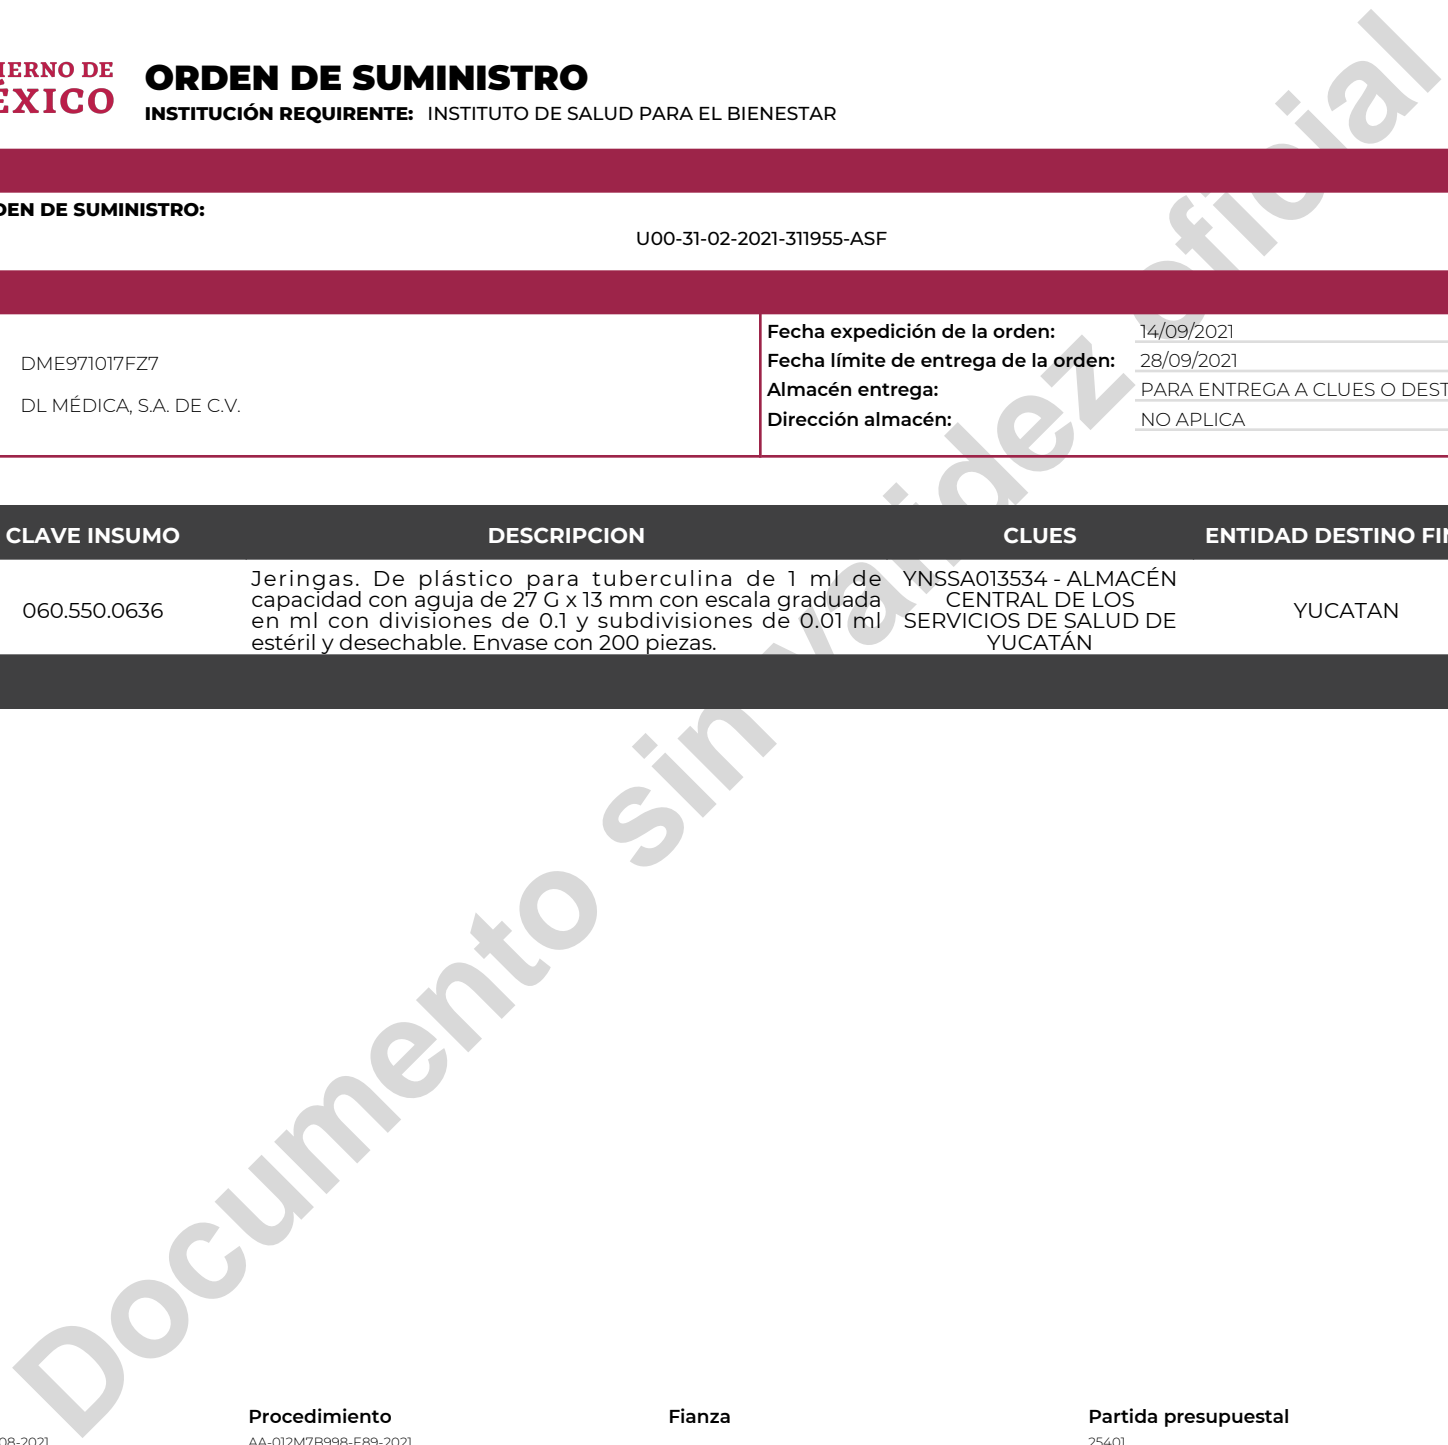 IERNO DE
ÉXICO
ORDEN DE SUMINISTRO
INSTITUCIÓN REQUIRENTE: INSTITUTO DE SALUD PARA EL BIENESTAR
DEN DE SUMINISTRO:
U00-31-02-2021-311955-ASF
DME971017FZ7
DL MÉDICA, S.A. DE C.V.
Fecha expedición de la orden: 14/09/2021
Fecha límite de entrega de la orden: 28/09/2021
Almacén entrega: PARA ENTREGA A CLUES O DEST
Dirección almacén: NO APLICA
CLAVE INSUMO DESCRIPCION CLUES ENTIDAD DESTINO FIN
060.550.0636
Jeringas. De plástico para tuberculina de 1 ml de
capacidad con aguja de 27 G x 13 mm con escala graduada
en ml con divisiones de 0.1 y subdivisiones de 0.01 ml
estéril y desechable. Envase con 200 piezas.
YNSSA013534 - ALMACÉN
CENTRAL DE LOS
SERVICIOS DE SALUD DE
YUCATÁN
YUCATAN
Documento sin validez oficial
Procedimiento Fianza Partida presupuestal
08-2021 AA-012M7B998-E89-2021 25401